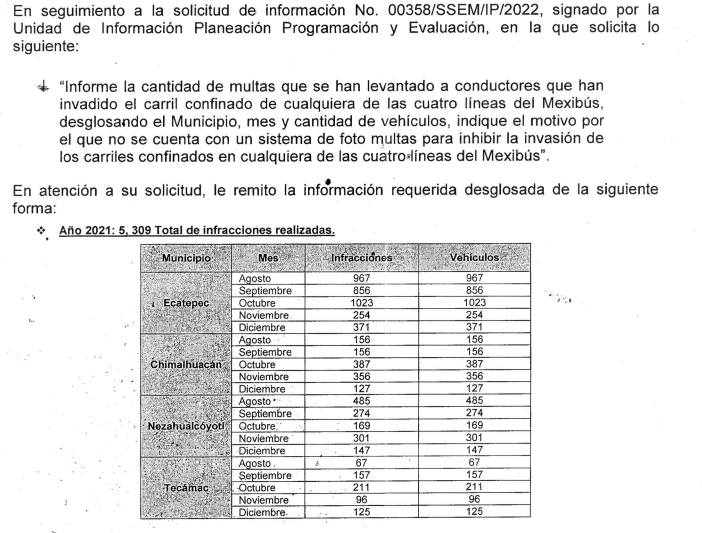 En seguimiento a la solicitud de información No. 00358/SSEM/IP/2022, signado por la
Unidad de Información Planeación Programación y Evaluación, en la que solicita lo
siguiente:
“Informe la cantidad de multas que se han levantado a conductores que han
invadido el carril confinado de cualquiera de las cuatro líneas del Mexibús,
desglosando el Municipio, mes y cantidad de vehículos, indique el motivo por
el que no se cuenta con un sistema de foto multas para inhibir la invasión de
los carriles confinados en cualquiera de las cuatro líneas del Mexibús”.
En atención a su solicitud, le remito la información requerida desglosada de la siguiente
forma:
❖ Año 2021: 5, 309 Total de infracciones realizadas.
Municipio Mes Infracciones Vehículos
Ecatepec
Agosto 967 967
Septiembre 856 856
Octubre 1023 1023
Noviembre 254 254
Diciembre 371 371
Chimalhuacán
Agosto 156 156
Septiembre 156 156
Octubre 387 387
Noviembre 356 356
Diciembre 127 127
Nezahualcóyotl
Agosto 485 485
Septiembre 274 274
Octubre 169 169
Noviembre 301 301
Diciembre 147 147
Tecámac
Agosto 67 67
Septiembre 157 157
Octubre 211 211
Noviembre 96 96
Diciembre 125 125